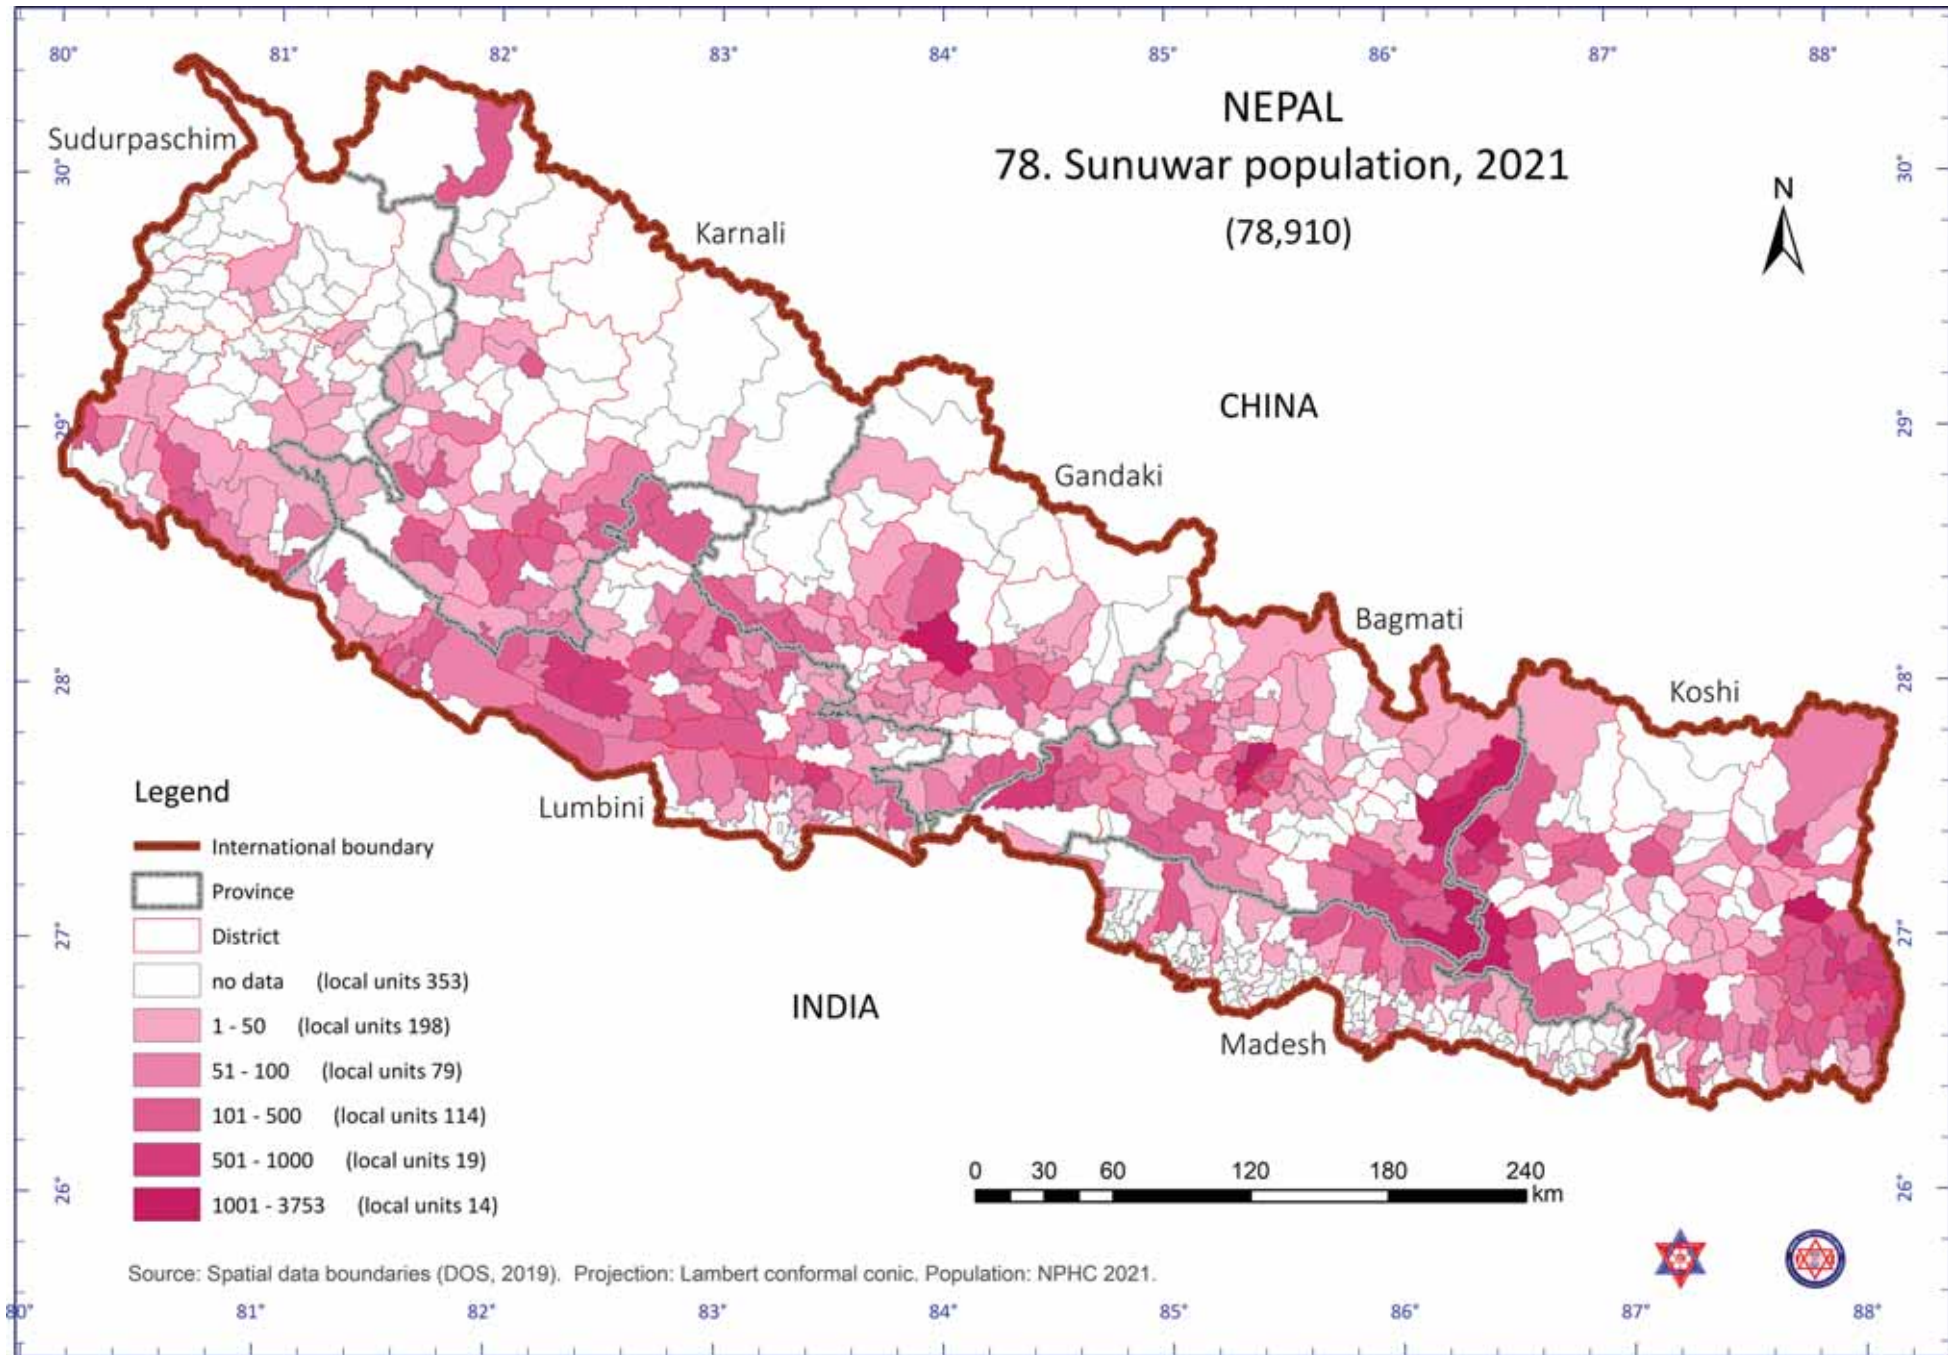 80° 81° 82° 83° 84° 85° 86° 87° 88°
NEPAL
78. Sunuwar population, 2021
(78,910)
N
Sudurpaschim
30° 30°
Karnali
CHINA
29° 29°
Gandaki
Bagmati
28° 28°
Koshi
Lumbini
Legend
International boundary
Province
District
27° 27°
no data (local units 353)
INDIA
1 - 50 (local units 198)
Madesh
51 - 100 (local units 79)
101 - 500 (local units 114)
501 - 1000 (local units 19)
0 30 60 120 180 240
km
26° 26°
1001 - 3753 (local units 14)
Source: Spatial data boundaries (DOS, 2019). Projection: Lambert conformal conic. Population: NPHC 2021.
80° 81° 82° 83° 84° 85° 86° 87° 88°